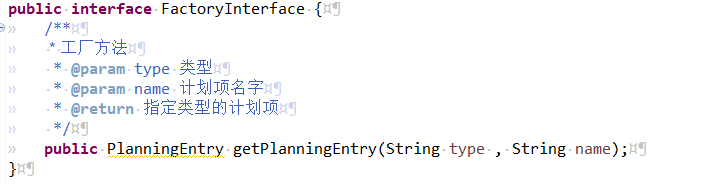 public interface FactoryInterface {
/**
* 工厂方法
* @param type 类型
* @param name 计划项名字
* @return 指定类型的计划项
*/
public PlanningEntry getPlanningEntry(String type , String name);
}